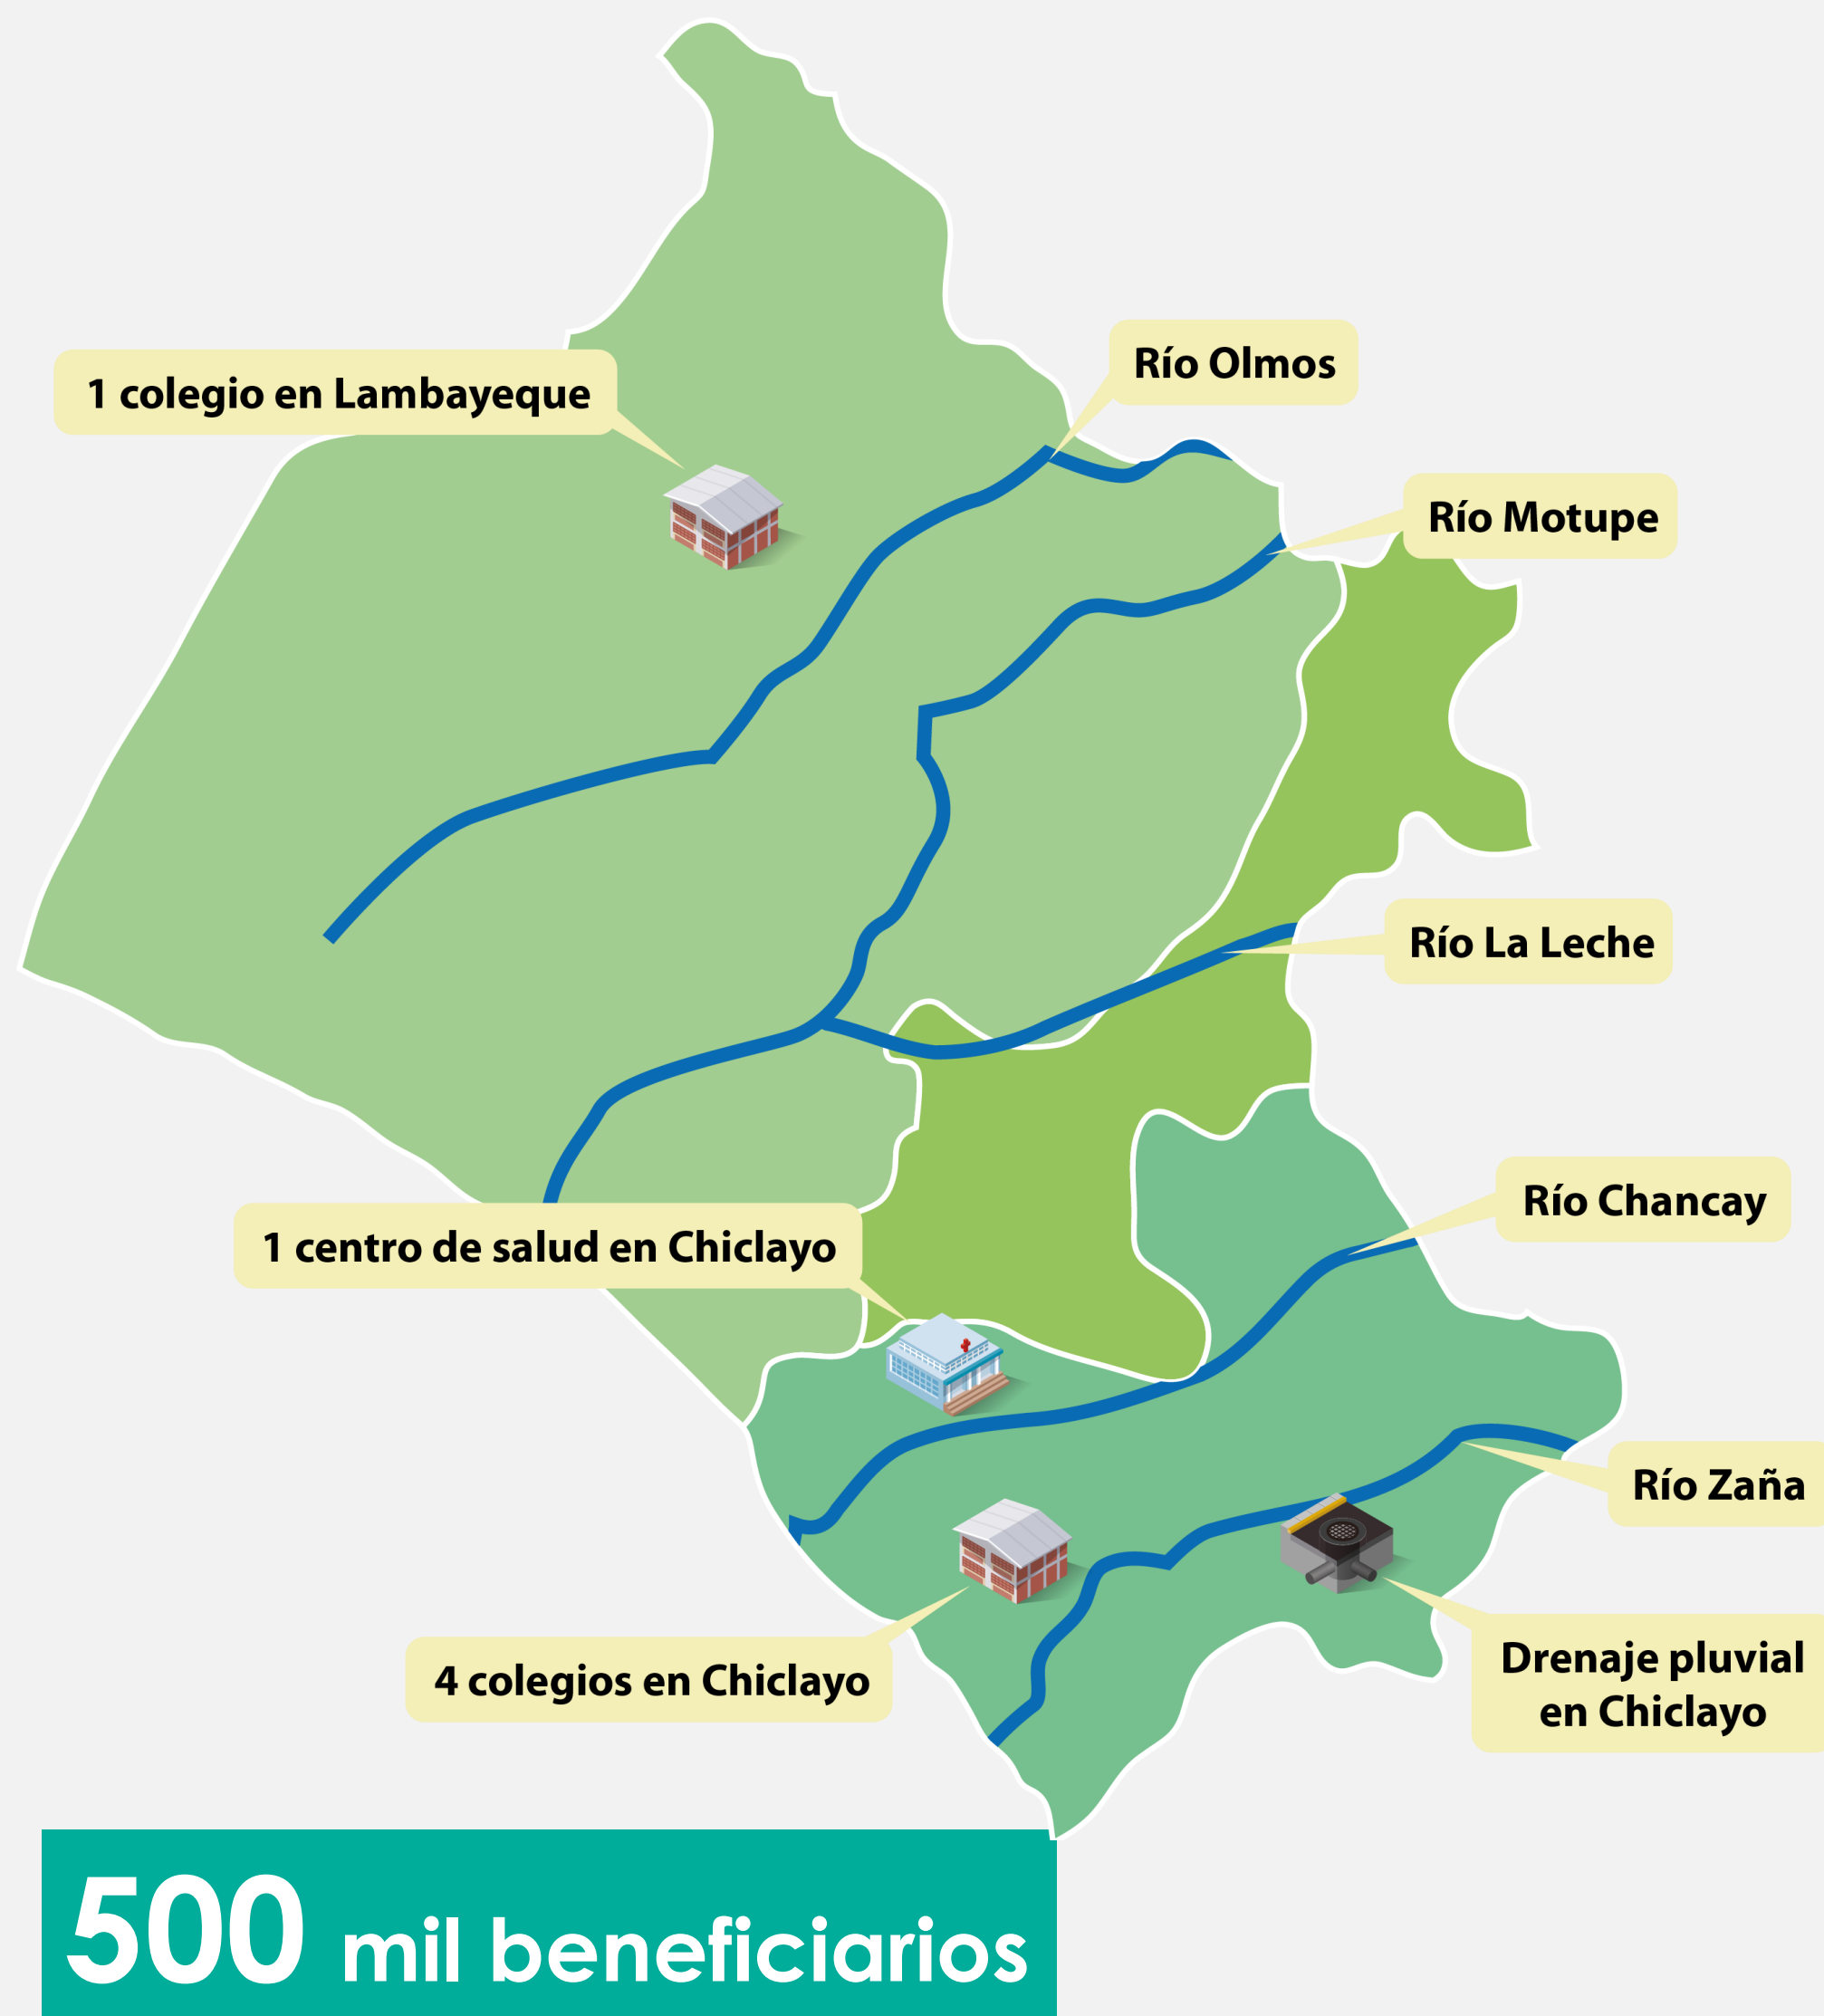 Río Olmos
1 colegio en Lambayeque
Río Motupe
Río La Leche
Río Chancay
1 centro de salud en Chiclayo
Río Zaña
4 colegios en Chiclayo
Drenaje pluvial
en Chiclayo
500 mil beneficiarios